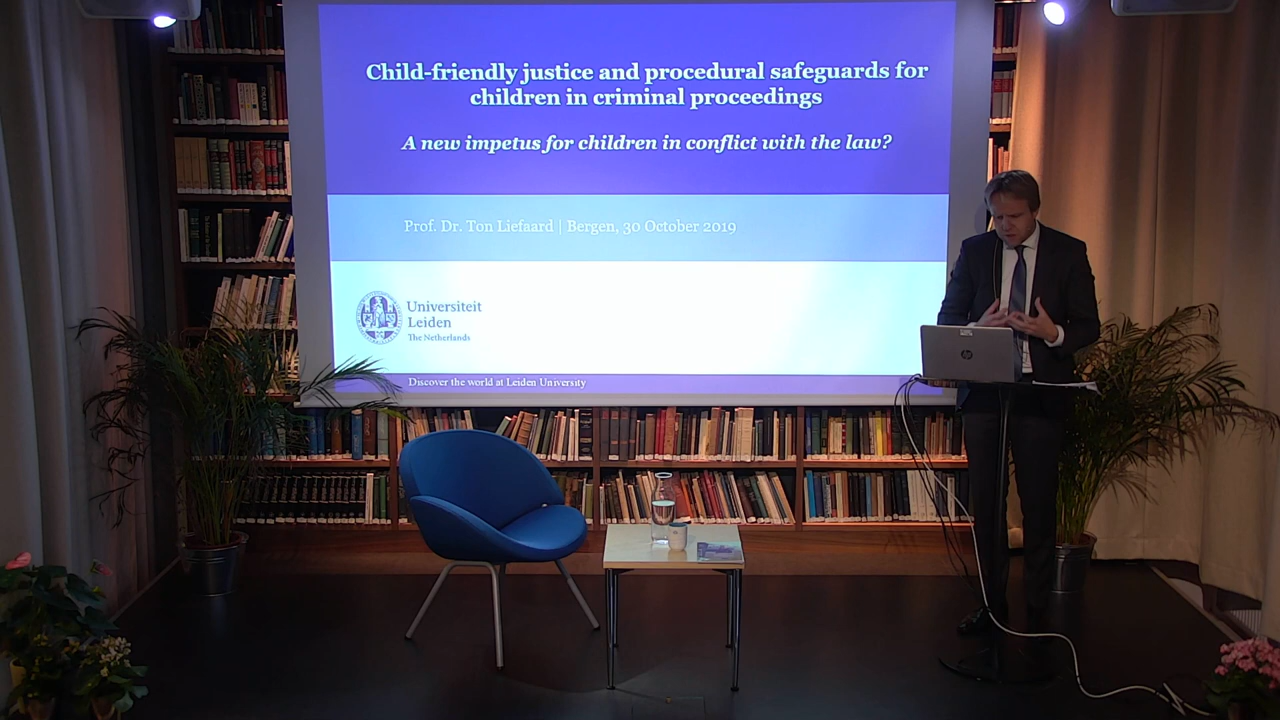 Child-friendly justice and procedural safeguards for
children in criminal proceedings
A new impetus for children in conflict with the law?
Prof. Dr. Ton Liefaard | Bergen, 30 October 2019
Universiteit
Leiden
The Netherlands
Discover the world at Leiden University
hp